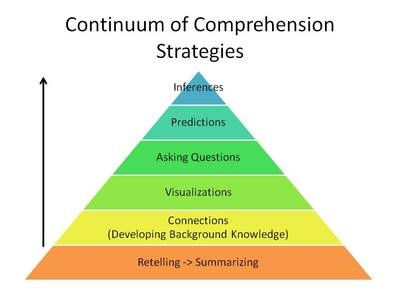 Continuum of Comprehension
Strategies
Inferences
Predictions
Asking Questions
Visualizations
Connections
(Developing Background Knowledge)
Retelling -> Summarizing